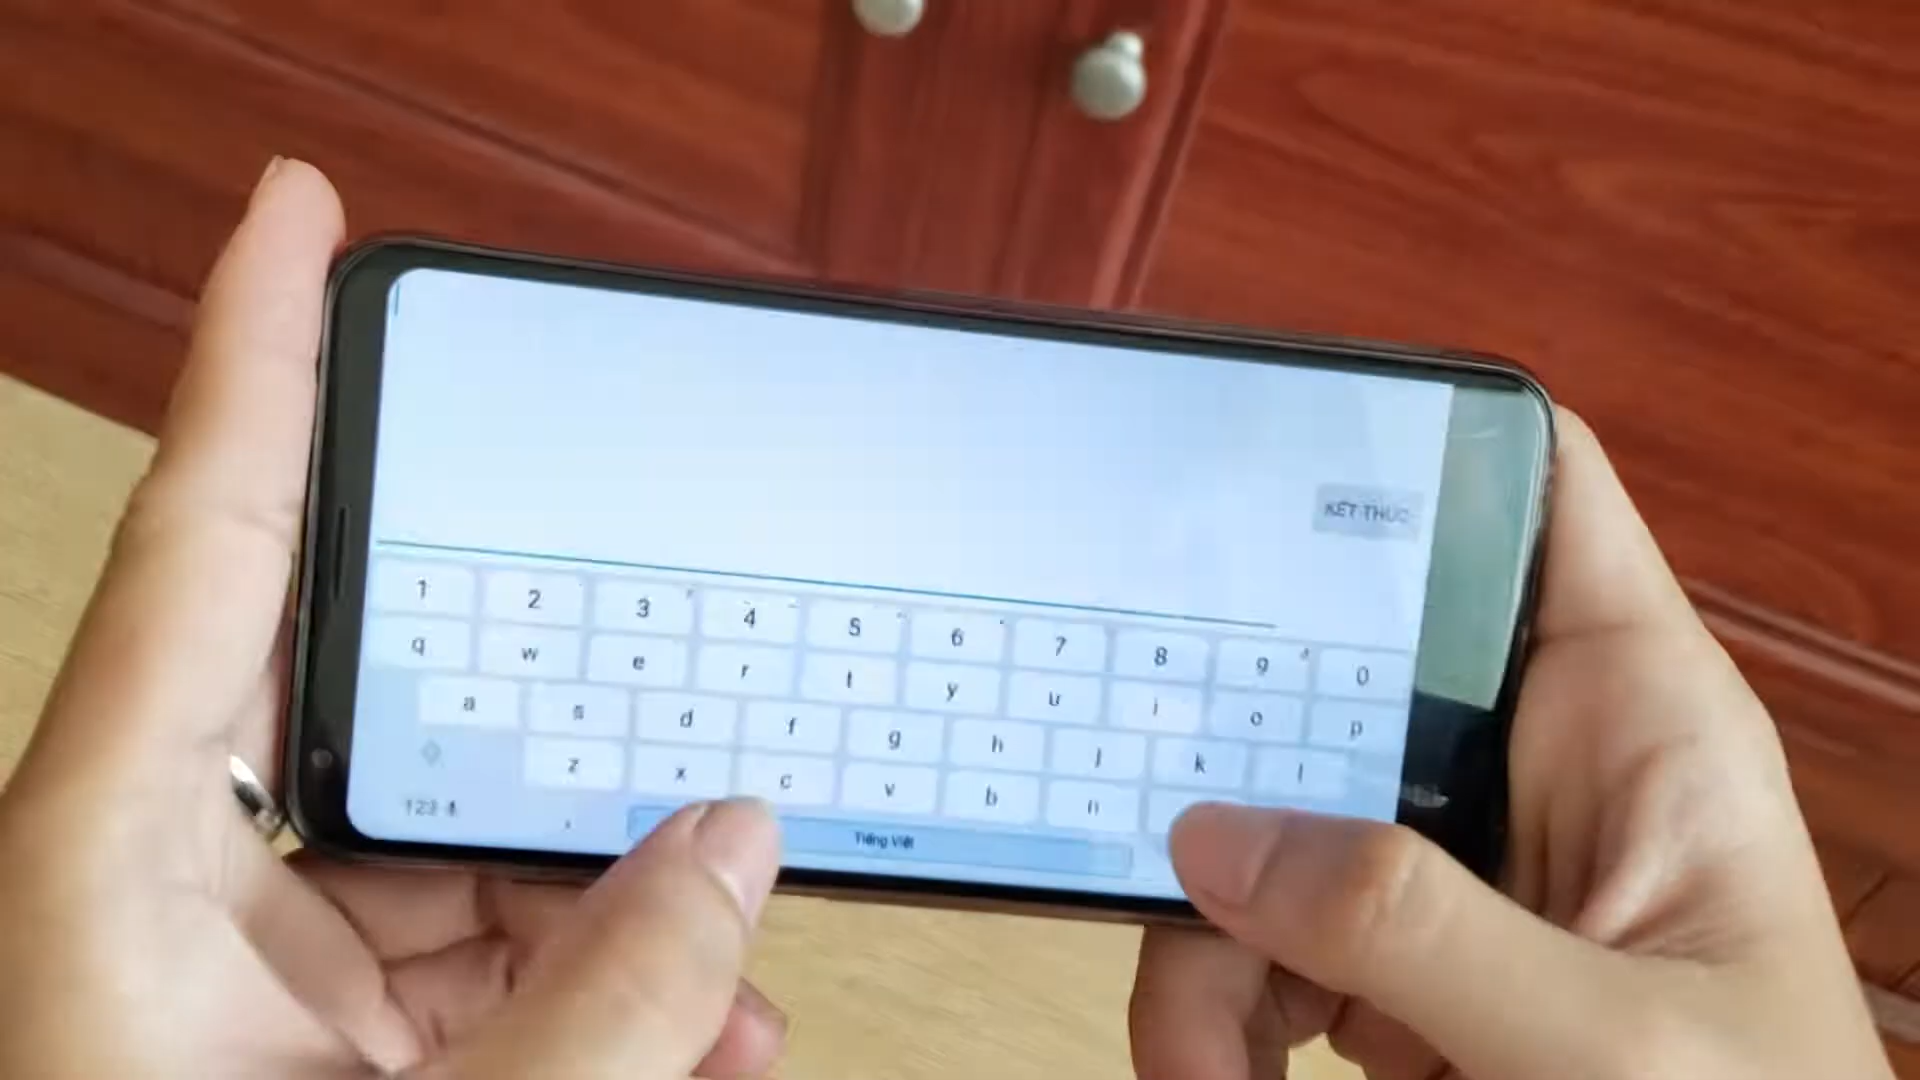 KẾT THÚC
1 2 3 4 5 6 7 8 9 0
q w e r t y u i o p
a s d f g h j k l
z x c v b n
123 ,
Tiếng Việt